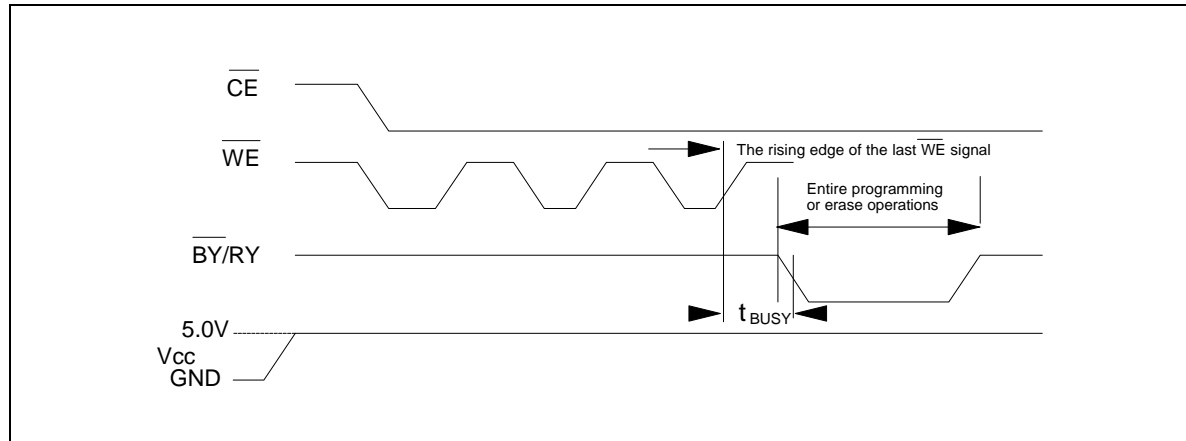 CE
WE
The rising edge of the last WE signal
Entire programming
or erase operations
BY/RY
t BUSY
5.0V
Vcc
GND